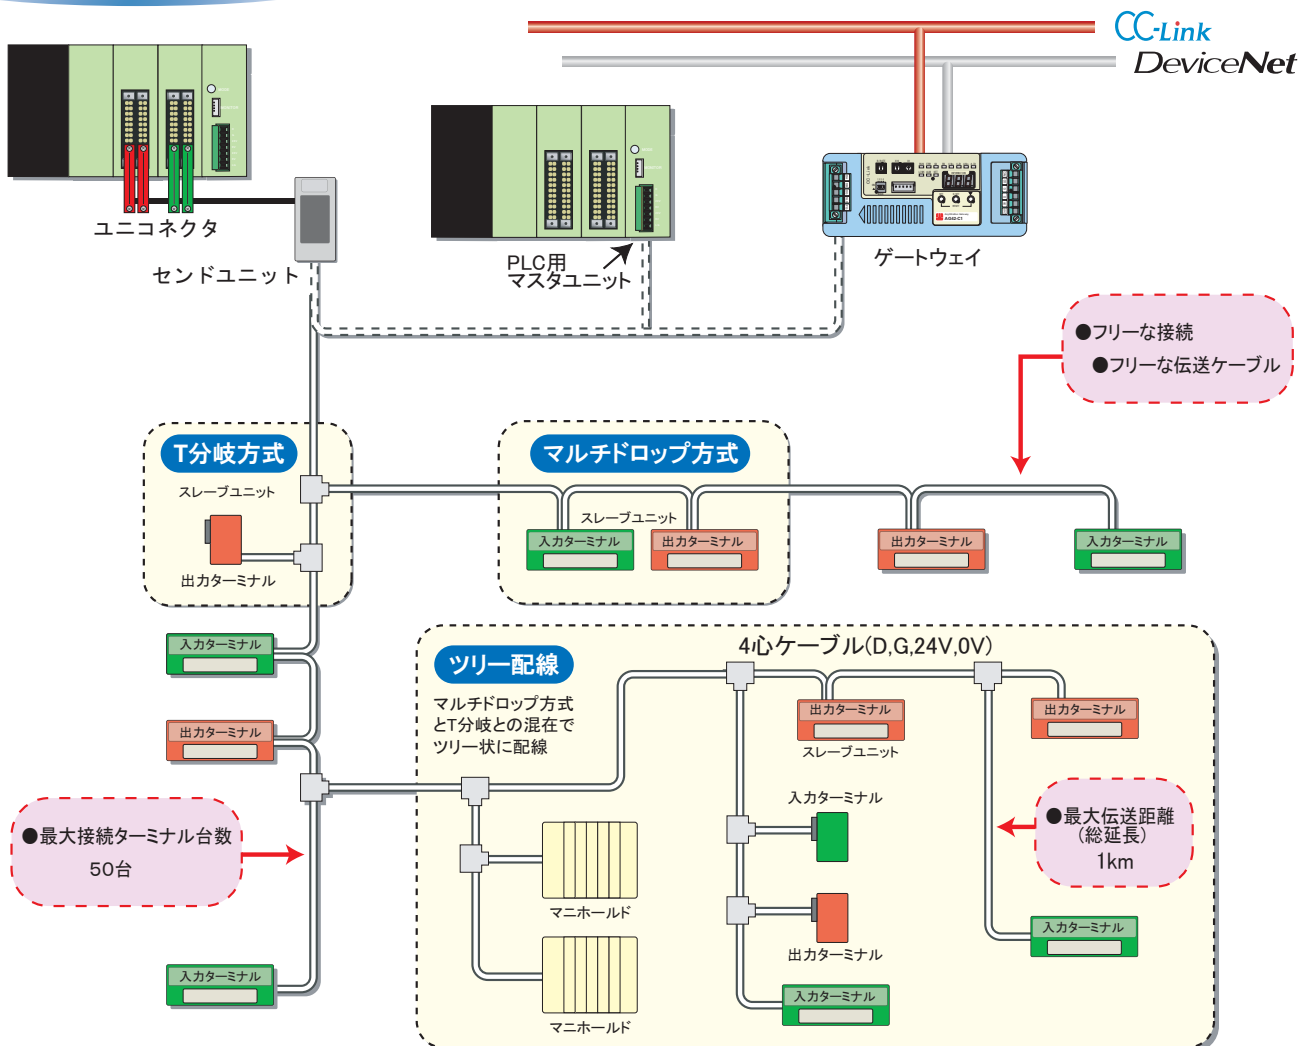 CC-Link
DeviceNet
ユニコネクタ
センドユニット
PLC用
マスタユニット
ゲートウェイ
●フリーな接続
●フリーな伝送ケーブル
T分岐方式
スレーブユニット
出力ターミナル
マルチドロップ方式
スレーブユニット
入力ターミナル
出力ターミナル
出力ターミナル
入力ターミナル
入力ターミナル
出力ターミナル
●最大接続ターミナル台数
50台
入力ターミナル
ツリー配線
マルチドロップ方式
とT分岐との混在で
ツリー状に配線
4心ケーブル(D,G,24V,0V)
出力ターミナル
スレーブユニット
出力ターミナル
入力ターミナル
●最大伝送距離
(総延長)
1km
マニホールド
出力ターミナル
入力ターミナル
入力ターミナル
マニホールド